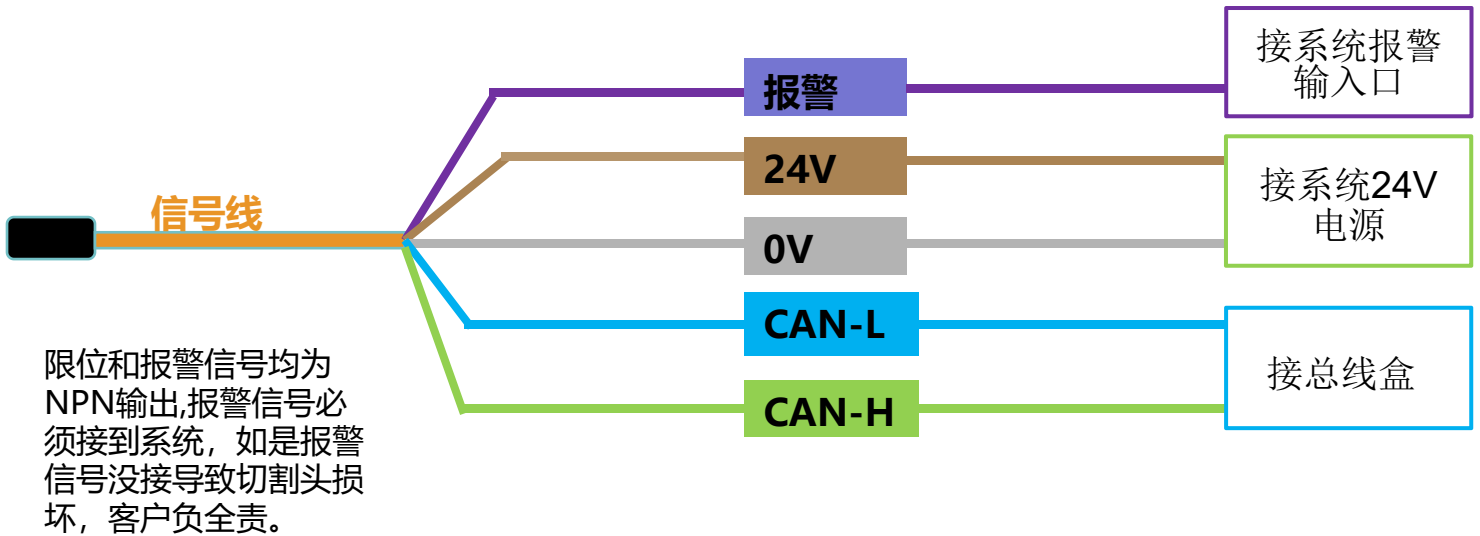 接系统报警
输入口
报警
24V
接系统24V
电源
信号线
0V
CAN-L
接总线盒
CAN-H
限位和报警信号均为
NPN输出,报警信号必
须接到系统，如是报警
信号没接导致切割头损
坏，客户负全责。